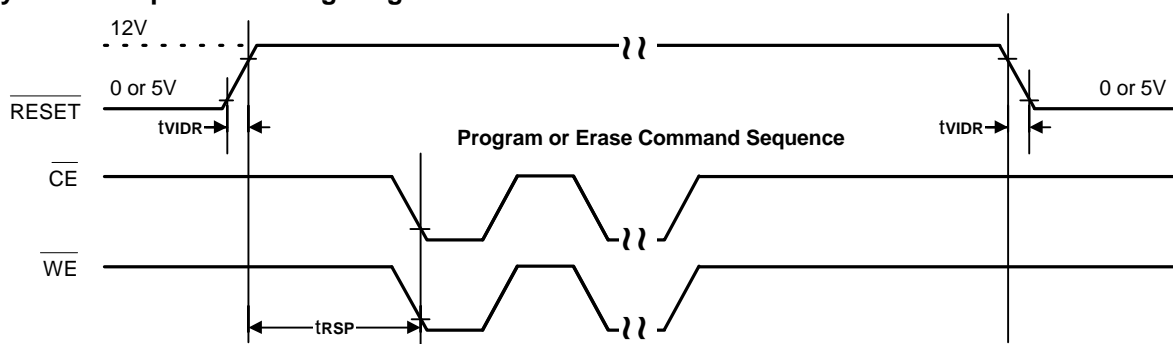 12V
0 or 5V
0 or 5V
RESET
tVIDR
tVIDR
Program or Erase Command Sequence
CE
WE
tRSP